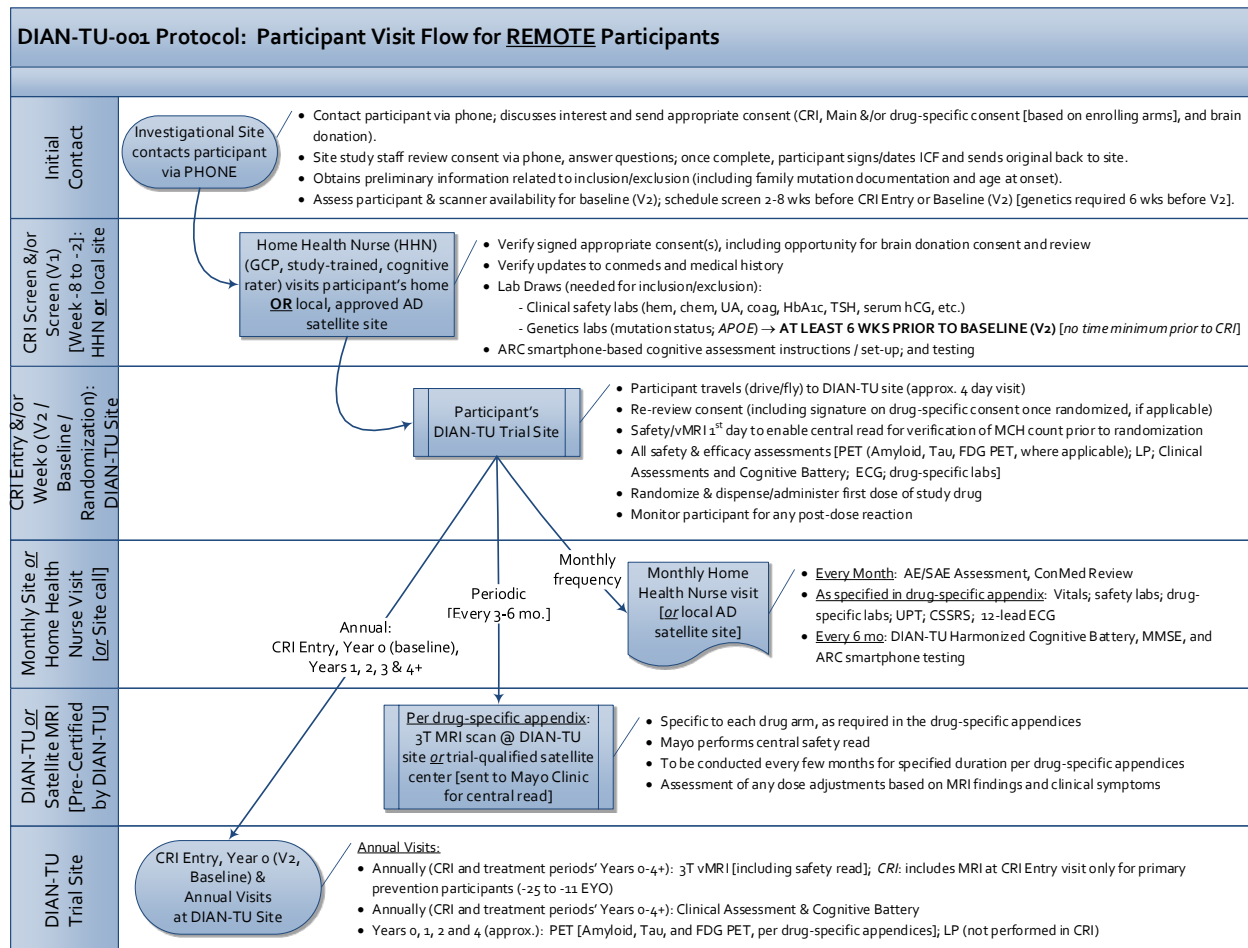 DIAN-TU-001 Protocol:  Participant Visit Flow for REMOTE Participants
Initial
Contact
Investigational Site
contacts participant
via PHONE
• Contact participant via phone; discusses interest and send appropriate consent (CRI, Main &/or drug-specific consent [based on enrolling arms], and brain
donation).
• Site study staff review consent via phone, answer questions; once complete, participant signs/dates ICF and sends original back to site.
• Obtains preliminary information related to inclusion/exclusion (including family mutation documentation and age at onset).
• Assess participant & scanner availability for baseline (V2); schedule screen 2-8 wks before CRI Entry or Baseline (V2) [genetics required 6 wks before V2].
CRI Screen &/or
Screen (V1)
[Week -8 to -2]:
HHN or local site
Home Health Nurse (HHN)
(GCP, study-trained, cognitive
rater) visits participant's home
OR local, approved AD
satellite site
• Verify signed appropriate consent(s), including opportunity for brain donation consent and review
• Verify updates to conmeds and medical history
• Lab Draws (needed for inclusion/exclusion):
- Clinical safety labs (hem, chem, UA, coag, HbA1c, TSH, serum hCG, etc.)
- Genetics labs (mutation status; APOE) → AT LEAST 6 WKS PRIOR TO BASELINE (V2) [no time minimum prior to CRI]
• ARC smartphone-based cognitive assessment instructions / set-up; and testing
CRI Entry &/or
Week 0 (V2 /
Baseline /
Randomization):
DIAN-TU Site
Participant's
DIAN-TU Trial Site
• Participant travels (drive/fly) to DIAN-TU site (approx. 4 day visit)
• Re-review consent (including signature on drug-specific consent once randomized, if applicable)
• Safety/vMRI 1st day to enable central read for verification of MCH count prior to randomization
• All safety & efficacy assessments [PET (Amyloid, Tau, FDG PET, where applicable); LP; Clinical
Assessments and Cognitive Battery;  ECG; drug-specific labs]
• Randomize & dispense/administer first dose of study drug
• Monitor participant for any post-dose reaction
Monthly Site or
Home Health
Nurse Visit
[or Site call]
Annual:
CRI Entry, Year 0 (baseline),
Years 1, 2, 3 & 4+
Periodic
[Every 3-6 mo.]
Monthly
frequency
Monthly Home
Health Nurse visit
[or local AD
satellite site]
• Every Month:  AE/SAE Assessment, ConMed Review
• As specified in drug-specific appendix:  Vitals; safety labs; drug-
specific labs; UPT; CSSRS;  12-lead ECG
• Every 6 mo: DIAN-TU Harmonized Cognitive Battery, MMSE, and
ARC smartphone testing
DIAN-TU or
Satellite MRI
[Pre-Certified
by DIAN-TU]
Per drug-specific appendix:
3T MRI scan @ DIAN-TU
site or trial-qualified satellite
center [sent to Mayo Clinic
for central read]
• Specific to each drug arm, as required in the drug-specific appendices
• Mayo performs central safety read
• To be conducted every few months for specified duration per drug-specific appendices
• Assessment of any dose adjustments based on MRI findings and clinical symptoms
DIAN-TU
Trial Site
CRI Entry, Year 0 (V2,
Baseline) &
Annual Visits
at DIAN-TU Site
Annual Visits:
• Annually (CRI and treatment periods' Years 0-4+):  3T vMRI [including safety read];  CRI:  includes MRI at CRI Entry visit only for primary
prevention participants (-25 to -11 EYO)
• Annually (CRI and treatment periods' Years 0-4+): Clinical Assessment & Cognitive Battery
• Years 0, 1, 2 and 4 (approx.):  PET [Amyloid, Tau, and FDG PET, per drug-specific appendices]; LP (not performed in CRI)